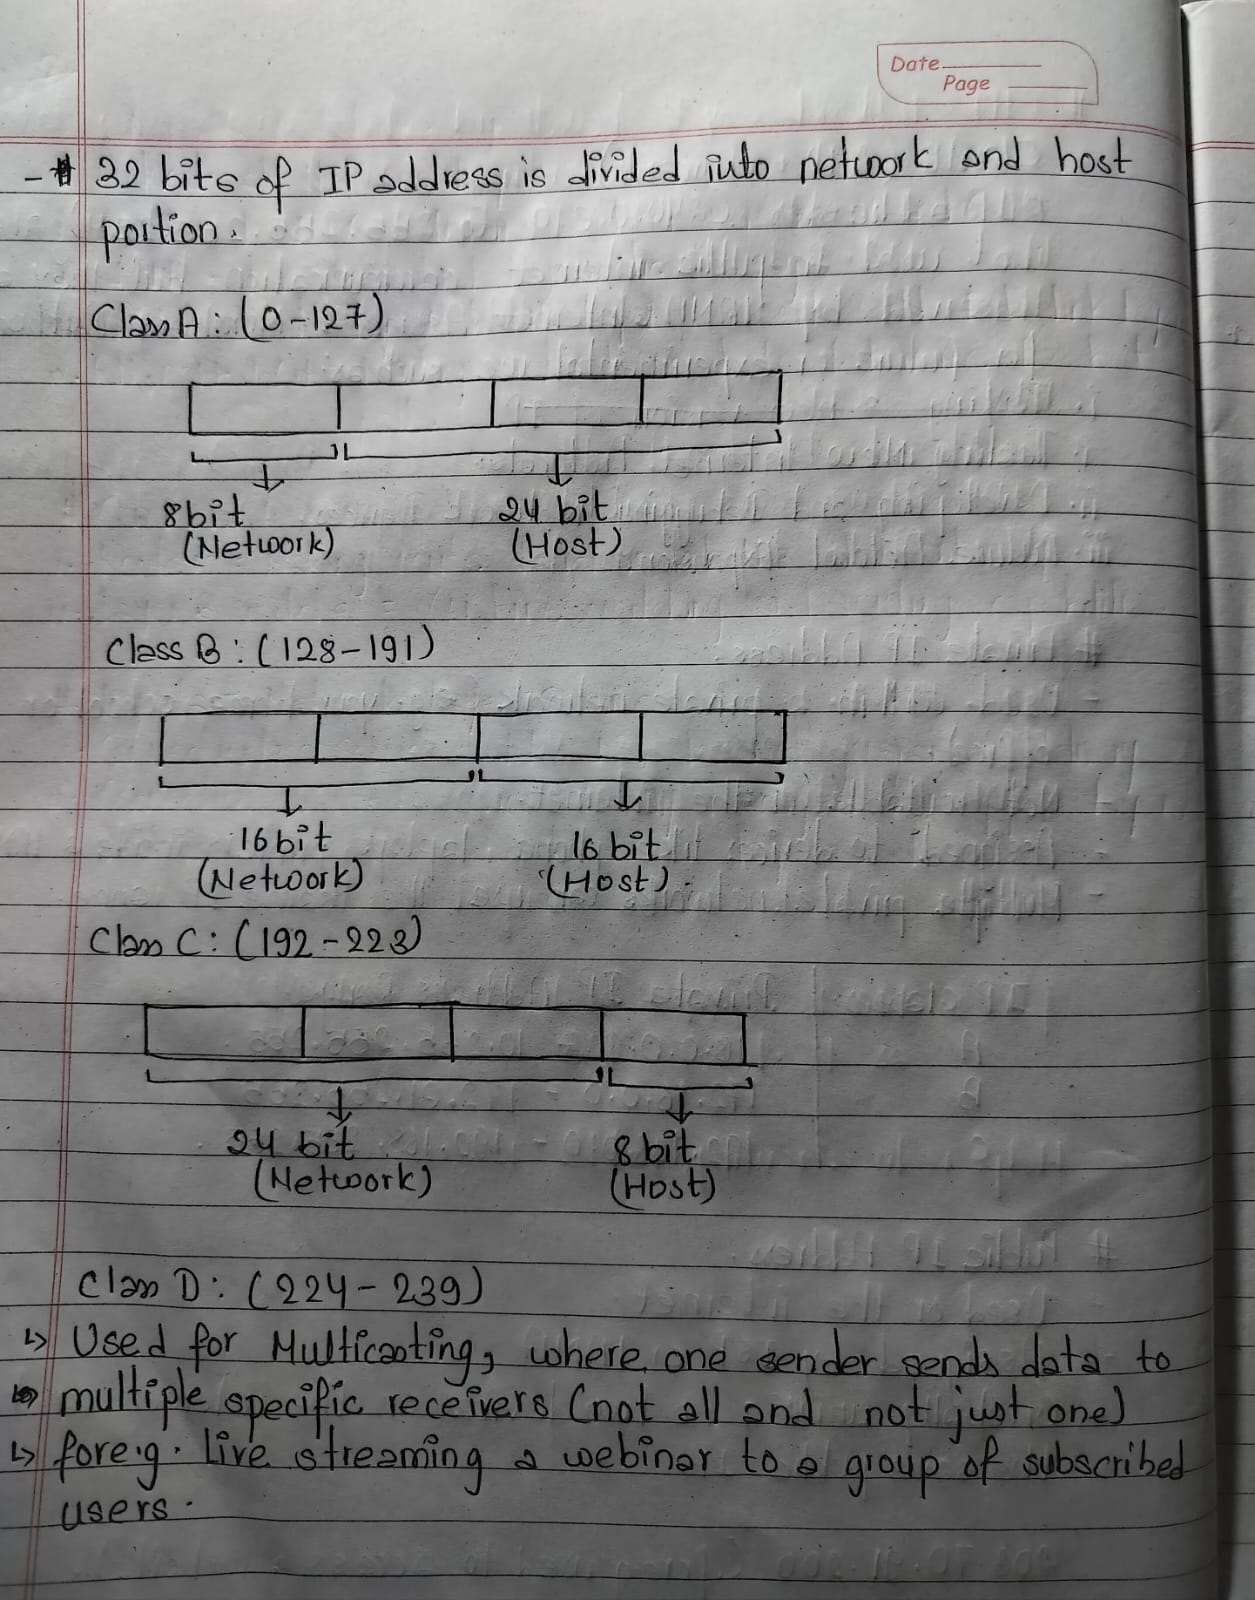 Date
Page
-# 32 bits of IP address is divided into network and host
portion.
Class A : (0-127)
8bit 24 bit
(Network) (Host)
Class B : (128-191)
16bit 16 bit
(Network) (Host)
Class C : (192-223)
24 bit 8 bit
(Network) (Host)
Class D : (224-239)
↳ Used for Multicasting, where one sender sends data to
multiple specific receivers (not all and not just one)
↳ for e.g. Live streaming a webinar to a group of subscribed
users.